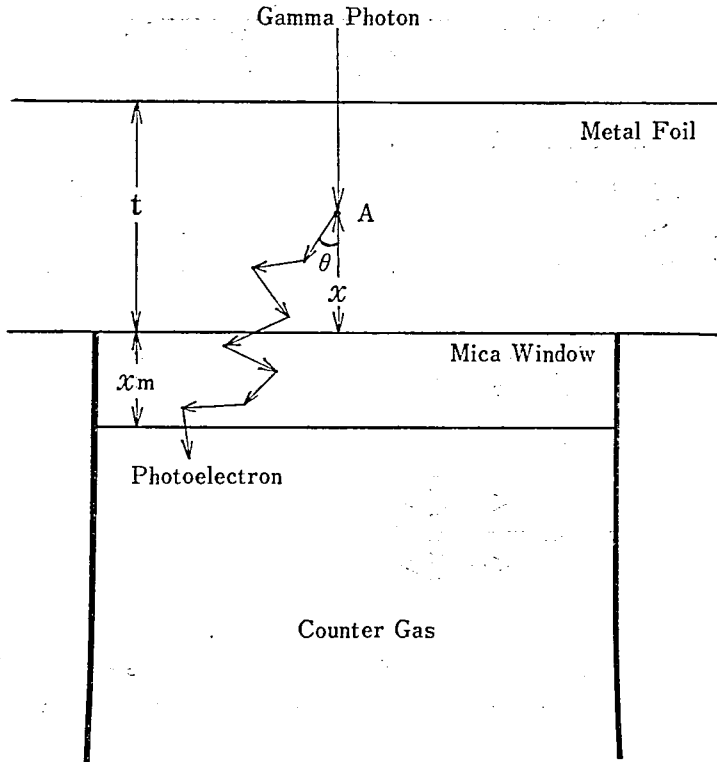 Gamma Photon
Metal Foil
t
A
θ
x
Mica Window
xm
Photoelectron
Counter Gas